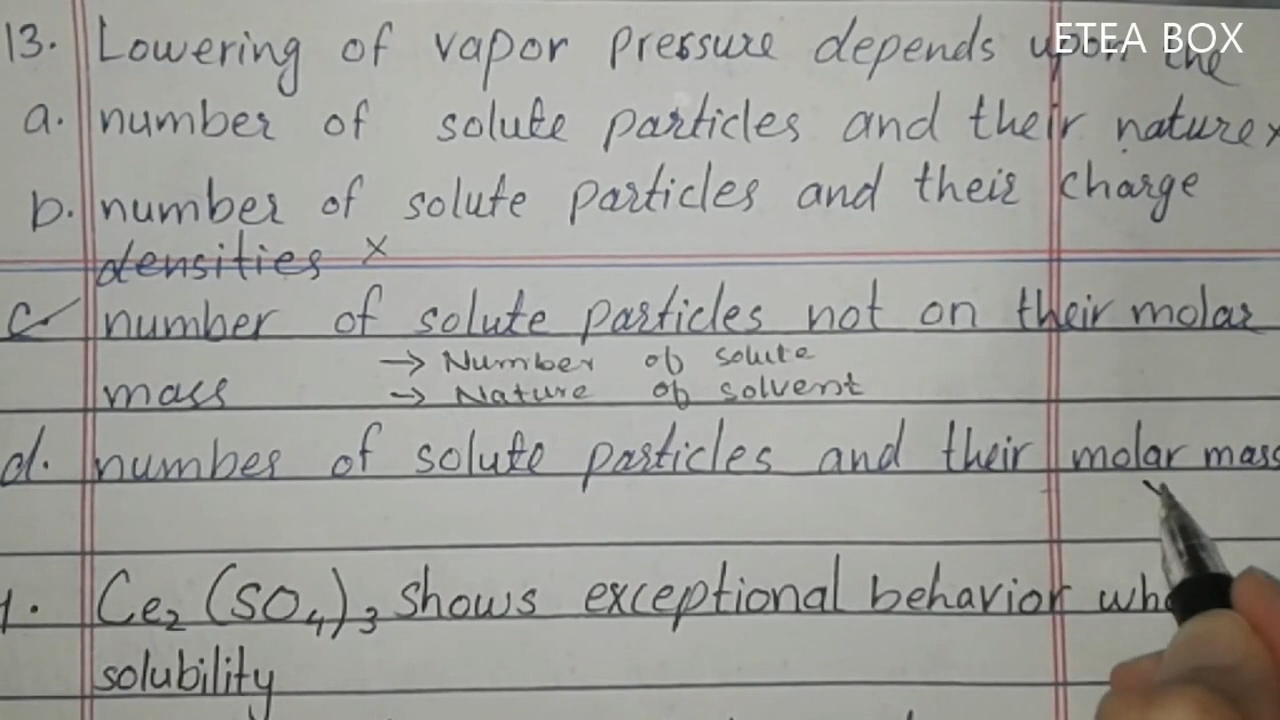 ETEA BOX
13. Lowering of vapor pressure depends upon the
a. number of solute particles and their nature x
b. number of solute particles and their charge
densities x
c. number of solute particles not on their molar
mass
→ Number of solute
→ Nature of solvent
d. number of solute particles and their molar mass
Ce₂(SO₄)₃ shows exceptional behavior
solubility